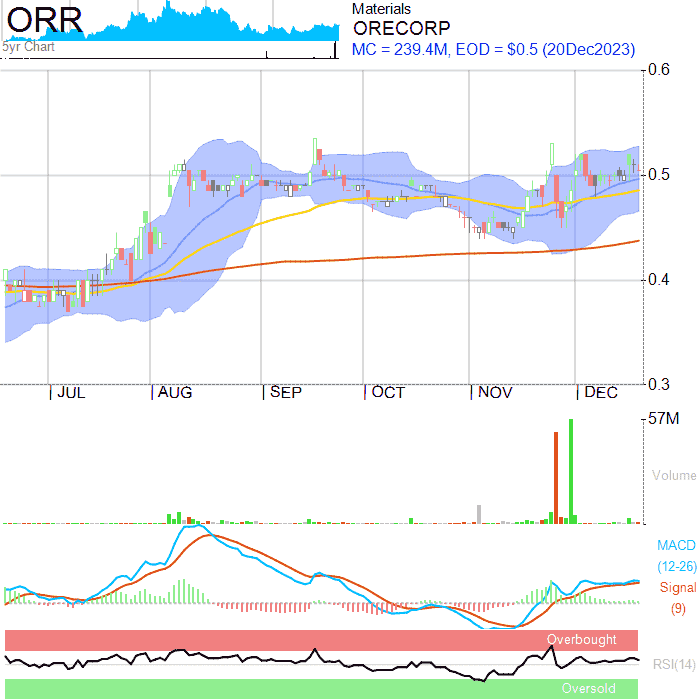 ORR
5yr Chart
Materials
ORECORP
MC = 239.4M, EOD = $0.5 (20Dec2023)
0.6
0.5
0.4
0.3
JUL
AUG
SEP
OCT
NOV
DEC
57M
Volume
MACD
(12-26)
Signal
(9)
Overbought
RSI(14)
Oversold